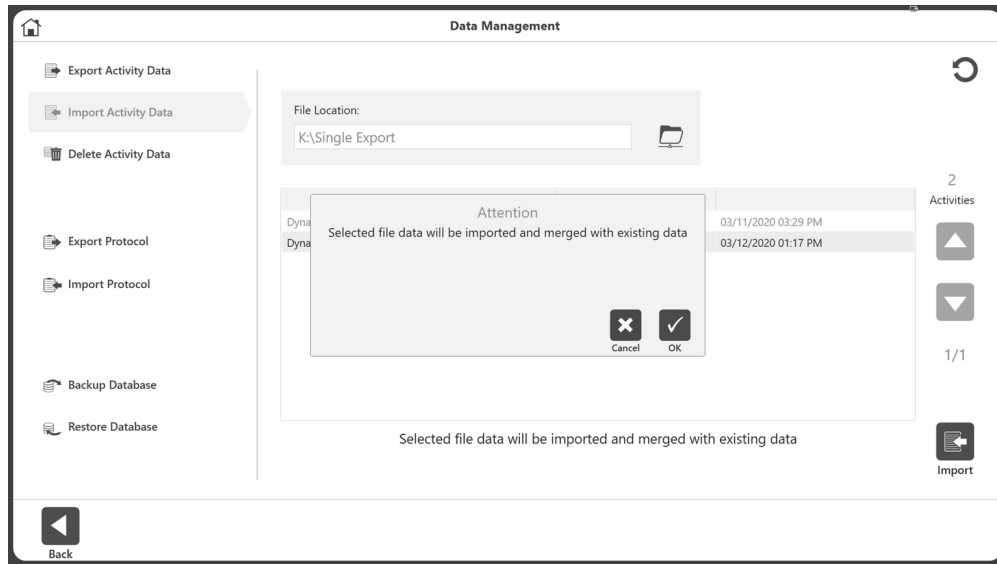 Data Management
Export Activity Data
Import Activity Data
Delete Activity Data
Export Protocol
Import Protocol
Backup Database
Restore Database
File Location:
K:\Single Export
2
Activities
Dyna 03/11/2020 03:29 PM
Dyna 03/12/2020 01:17 PM
Attention
Selected file data will be imported and merged with existing data
Cancel OK
1/1
Selected file data will be imported and merged with existing data
Import
Back